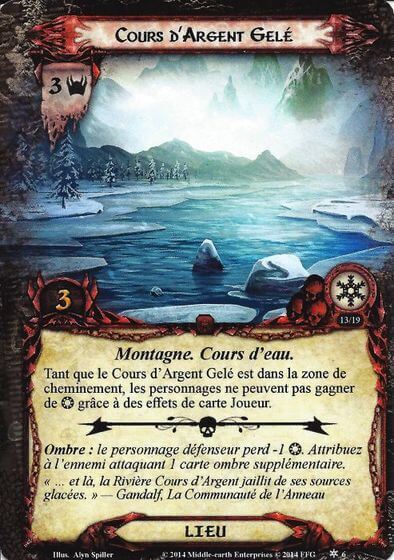 Cours d'Argent Gelé
3
3
13/19
Montagne. Cours d'eau.
Tant que le Cours d'Argent Gelé est dans la zone de
cheminement, les personnages ne peuvent pas gagner
de grâce à des effets de carte Joueur.
Ombre : le personnage défenseur perd -1 . Attribuez
à l'ennemi attaquant 1 carte ombre supplémentaire.
« ... et là, la Rivière Cours d'Argent jaillit de ses sources
glacées. » — Gandalf, La Communauté de l'Anneau
LIEU
Illus. Alyn Spiller
© 2014 Middle-earth Enterprises © 2014 FFG
6